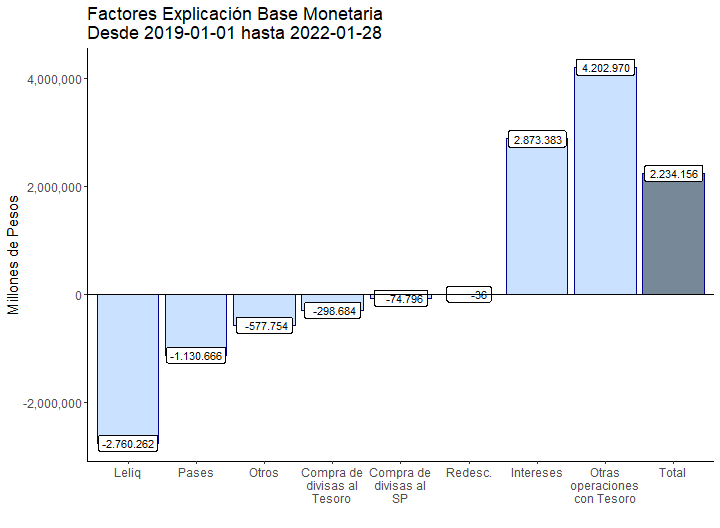 Factores Explicación Base Monetaria
Desde 2019-01-01 hasta 2022-01-28
Millones de Pesos
4,000,000
2,000,000
0
-2,000,000
-2.760.262
-1.130.666
-577.754
-298.684
-74.796
-36
2.873.383
4.202.970
2.234.156
Leliq
Pases
Otros
Compra de
divisas al
Tesoro
Compra de
divisas al
SP
Redesc.
Intereses
Otras
operaciones
con Tesoro
Total